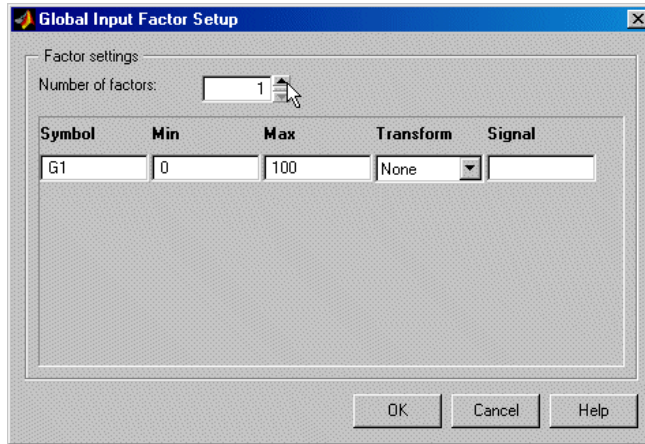 Global Input Factor Setup
Factor settings
Number of factors: 1
Symbol Min Max Transform Signal
G1 0 100 None
OK Cancel Help